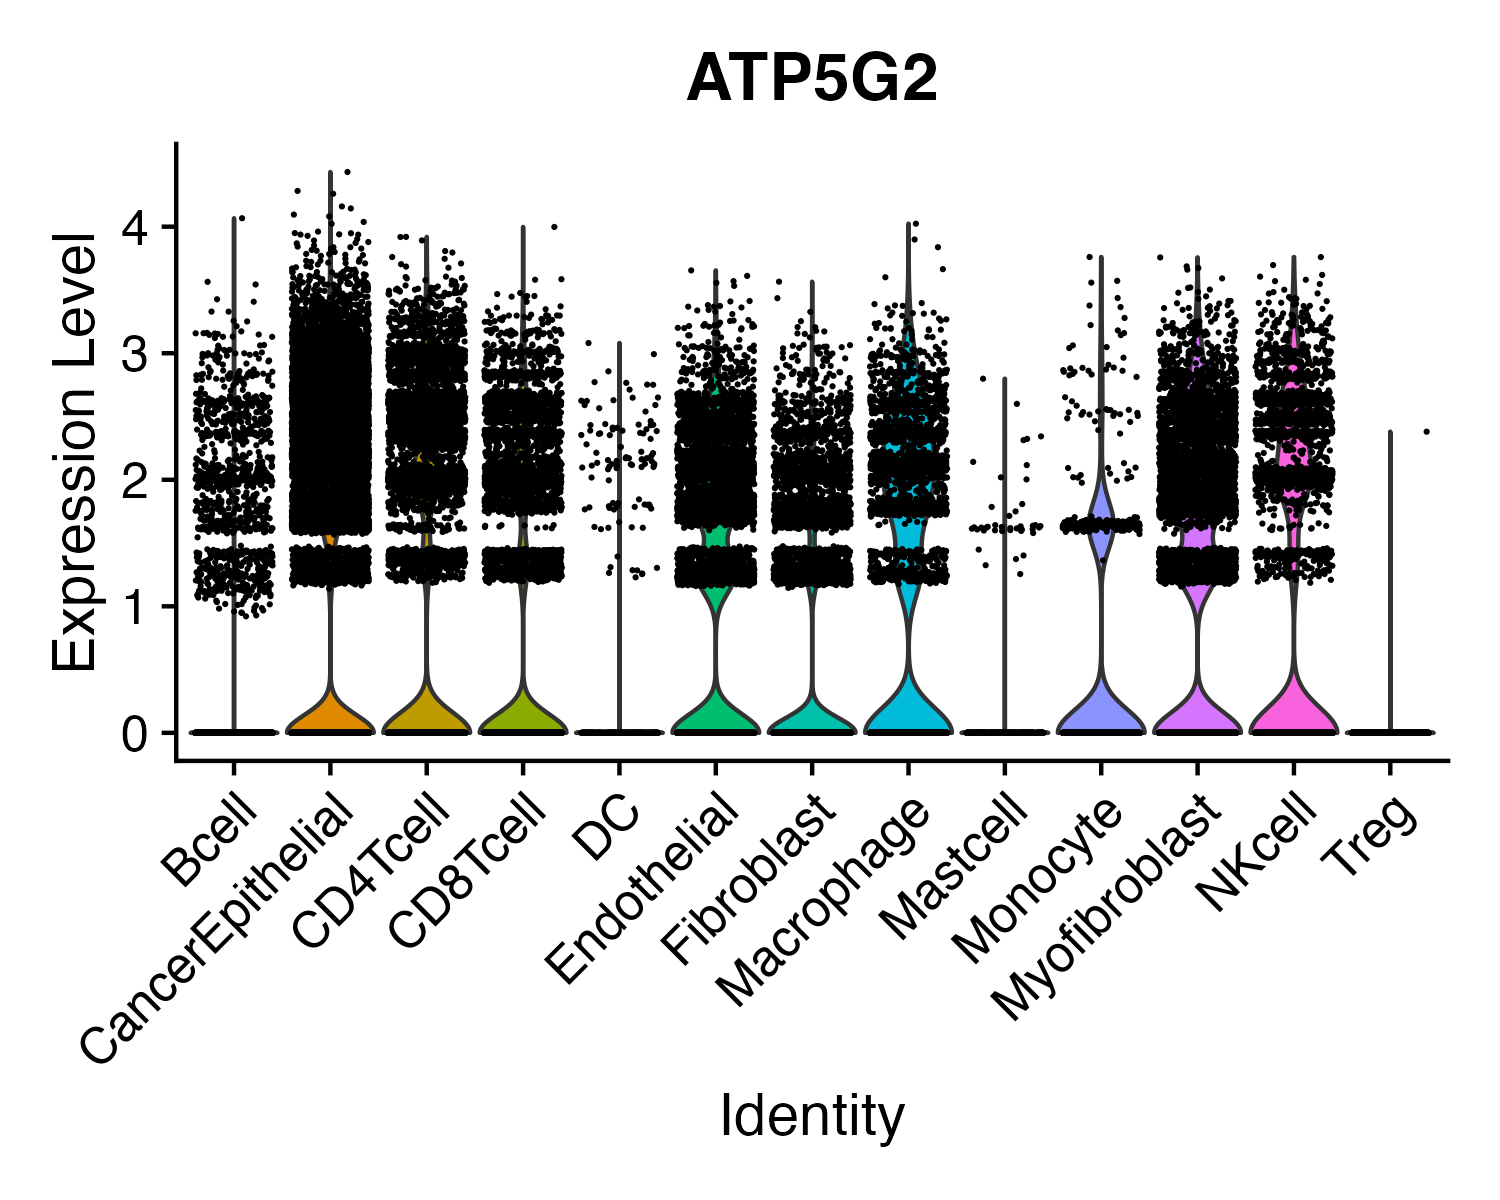 ATP5G2
Expression Level
4
3
2
1
0
Bcell
CancerEpithelial
CD4Tcell
CD8Tcell
DC
Endothelial
Fibroblast
Macrophage
Mastcell
Monocyte
Myofibroblast
NKcell
Treg
Identity